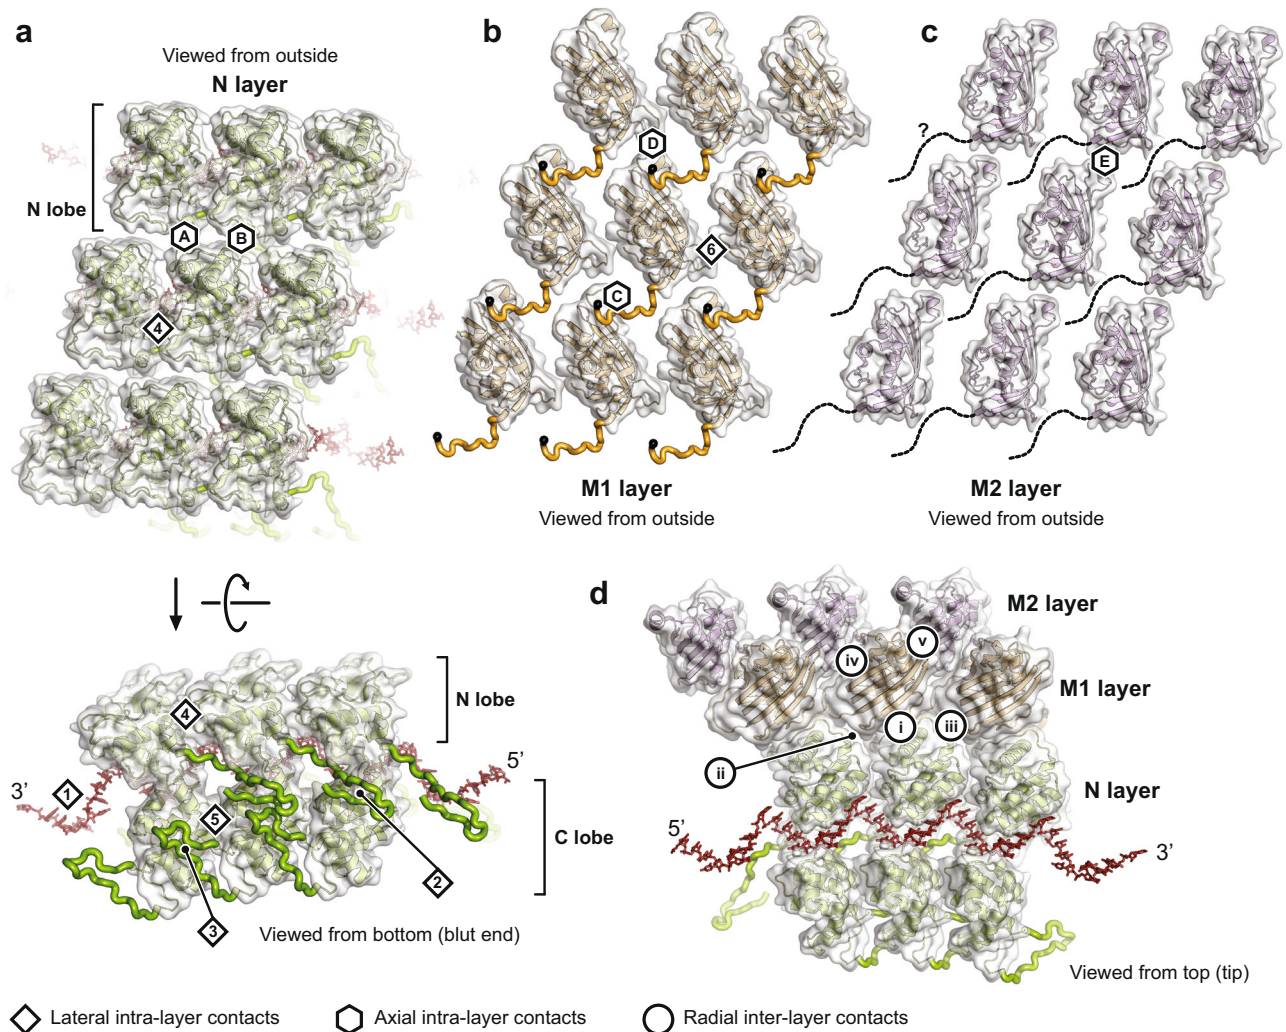 a
Viewed from outside
N layer
N lobe
A
B
4
b
D
6
C
M1 layer
Viewed from outside
c
?
E
M2 layer
Viewed from outside
4
N lobe
3’
1
5’
5
C lobe
2
3
Viewed from bottom (blut end)
d
M2 layer
v
iv
M1 layer
i
iii
ii
N layer
5’
3’
Viewed from top (tip)
Lateral intra-layer contacts
Axial intra-layer contacts
Radial inter-layer contacts